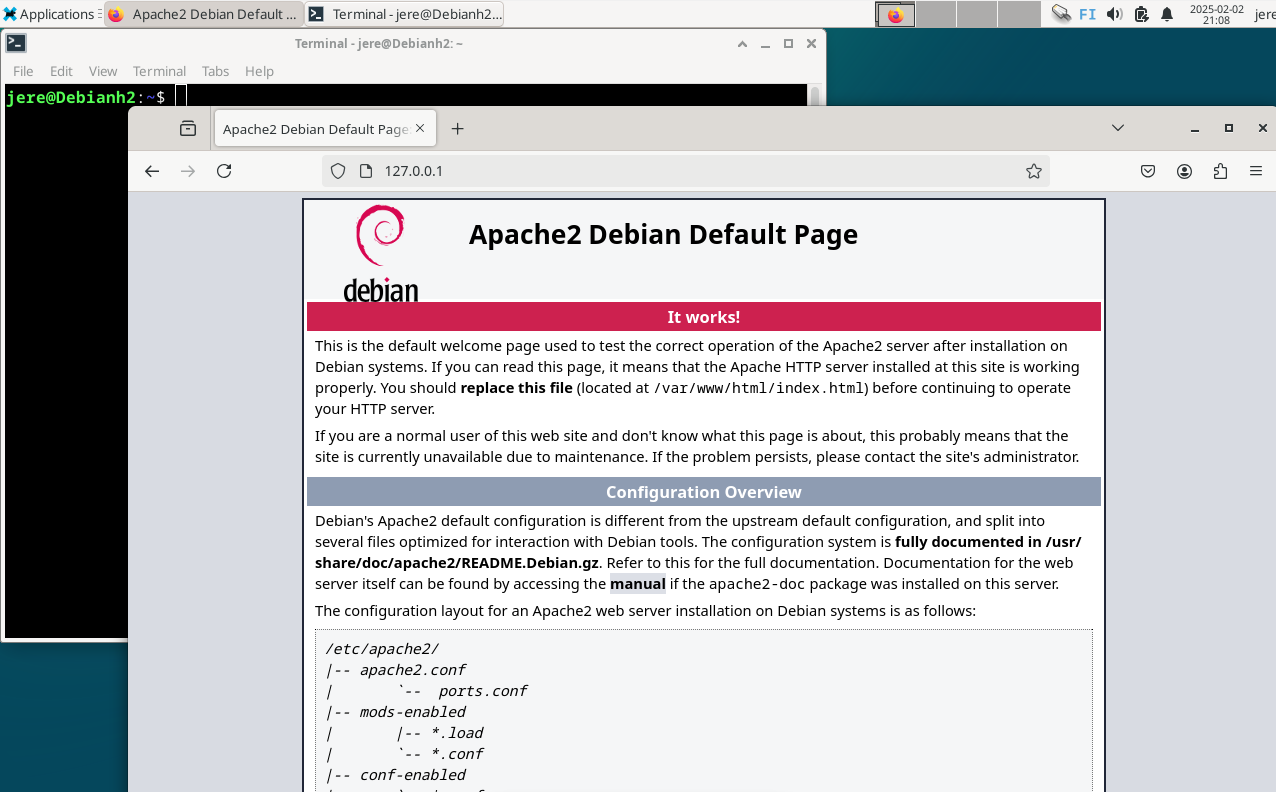 Applications
Apache2 Debian Default ...
Terminal - jere@Debianh2...
FI
2025-02-02
21:08
jere
Terminal - jere@Debianh2: ~
File Edit View Terminal Tabs Help
jere@Debianh2:~$
Apache2 Debian Default Page
127.0.0.1
debian
Apache2 Debian Default Page
It works!
This is the default welcome page used to test the correct operation of the Apache2 server after installation on
Debian systems. If you can read this page, it means that the Apache HTTP server installed at this site is working
properly. You should replace this file (located at /var/www/html/index.html) before continuing to operate
your HTTP server.
If you are a normal user of this web site and don't know what this page is about, this probably means that the
site is currently unavailable due to maintenance. If the problem persists, please contact the site's administrator.
Configuration Overview
Debian's Apache2 default configuration is different from the upstream default configuration, and split into
several files optimized for interaction with Debian tools. The configuration system is fully documented in /usr/
share/doc/apache2/README.Debian.gz. Refer to this for the full documentation. Documentation for the web
server itself can be found by accessing the manual if the apache2-doc package was installed on this server.
The configuration layout for an Apache2 web server installation on Debian systems is as follows:
/etc/apache2/
|-- apache2.conf
|       `--  ports.conf
|-- mods-enabled
|       |-- *.load
|       `-- *.conf
|-- conf-enabled